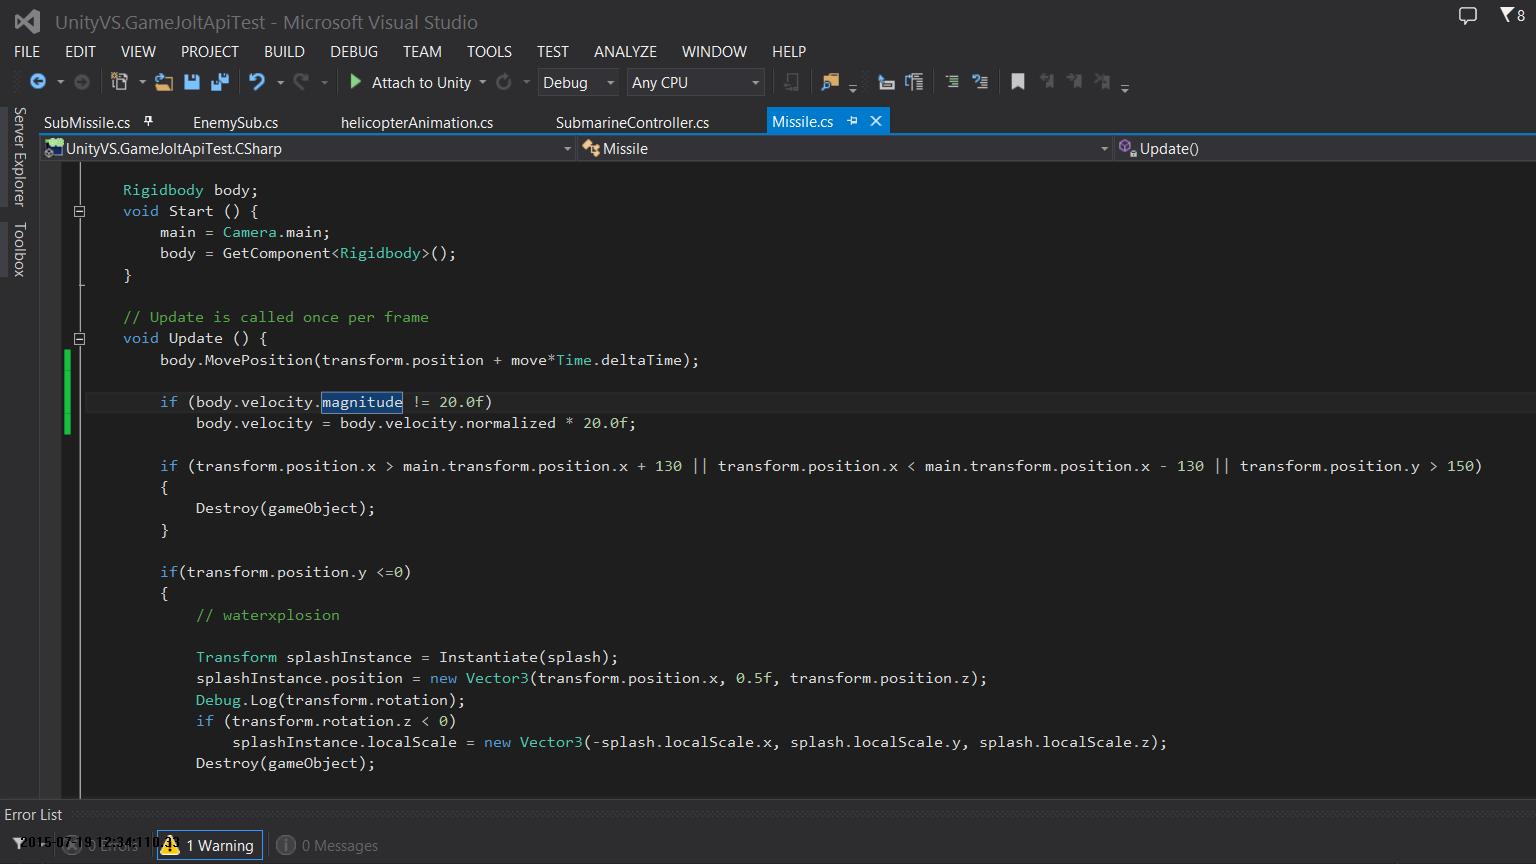 UnityVS.GameJoltApiTest - Microsoft Visual Studio
8
FILE EDIT VIEW PROJECT BUILD DEBUG TEAM TOOLS TEST ANALYZE WINDOW HELP
Attach to Unity Debug Any CPU
Server Explorer
Toolbox
SubMissile.cs EnemySub.cs helicopterAnimation.cs SubmarineController.cs Missile.cs
UnityVS.GameJoltApiTest.CSharp Missile Update()
Rigidbody body;
void Start () {
main = Camera.main;
body = GetComponent<Rigidbody>();
}
// Update is called once per frame
void Update () {
body.MovePosition(transform.position + move*Time.deltaTime);
if (body.velocity.magnitude != 20.0f)
body.velocity = body.velocity.normalized * 20.0f;
if (transform.position.x > main.transform.position.x + 130 || transform.position.x < main.transform.position.x - 130 || transform.position.y > 150)
{
Destroy(gameObject);
}
if(transform.position.y <=0)
{
// waterxplosion
Transform splashInstance = Instantiate(splash);
splashInstance.position = new Vector3(transform.position.x, 0.5f, transform.position.z);
Debug.Log(transform.rotation);
if (transform.rotation.z < 0)
splashInstance.localScale = new Vector3(-splash.localScale.x, splash.localScale.y, splash.localScale.z);
Destroy(gameObject);
Error List
0 Errors 1 Warning 0 Messages